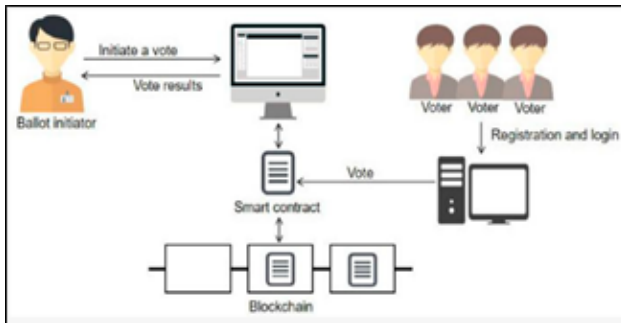 Initiate a vote
Vote results
Ballot initiator
Voter Voter Voter
Registration and login
Vote
Smart contract
Blockchain